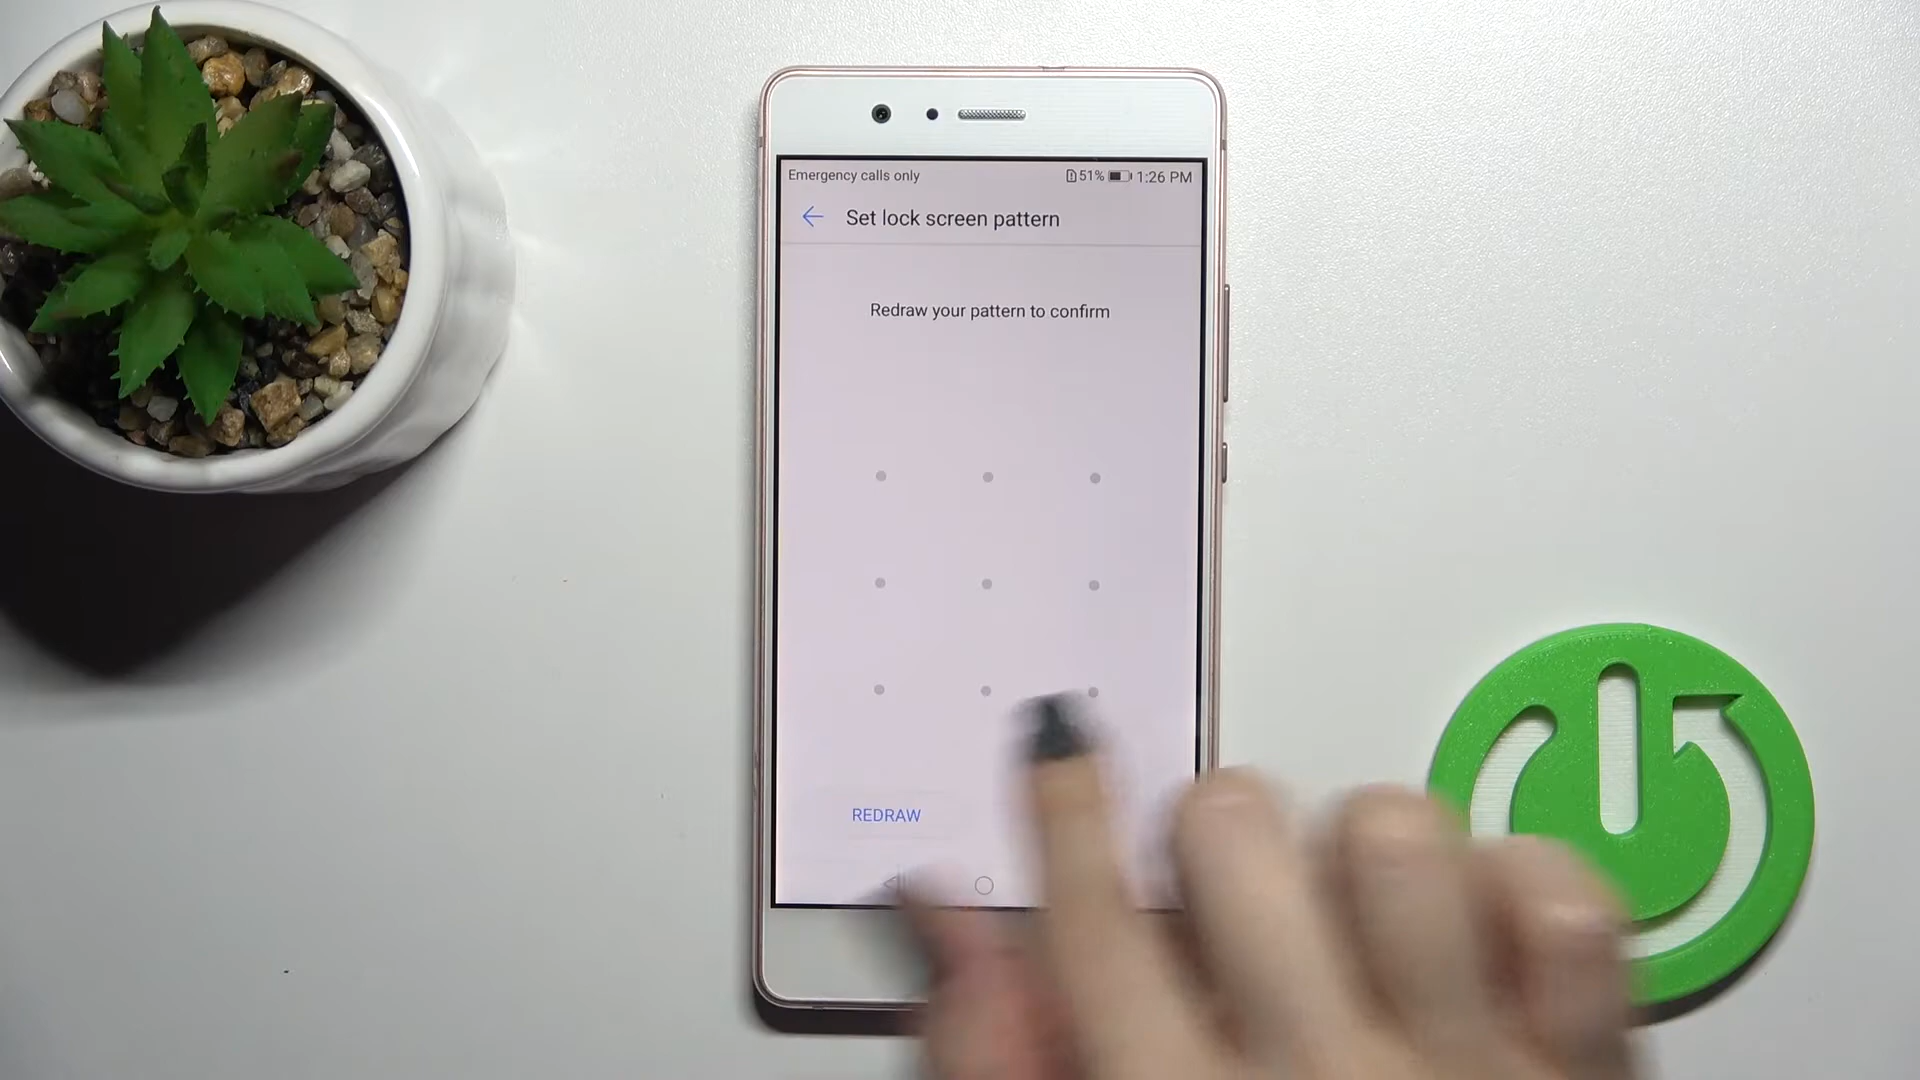 Emergency calls only 51% 1:26 PM
Set lock screen pattern
Redraw your pattern to confirm
REDRAW